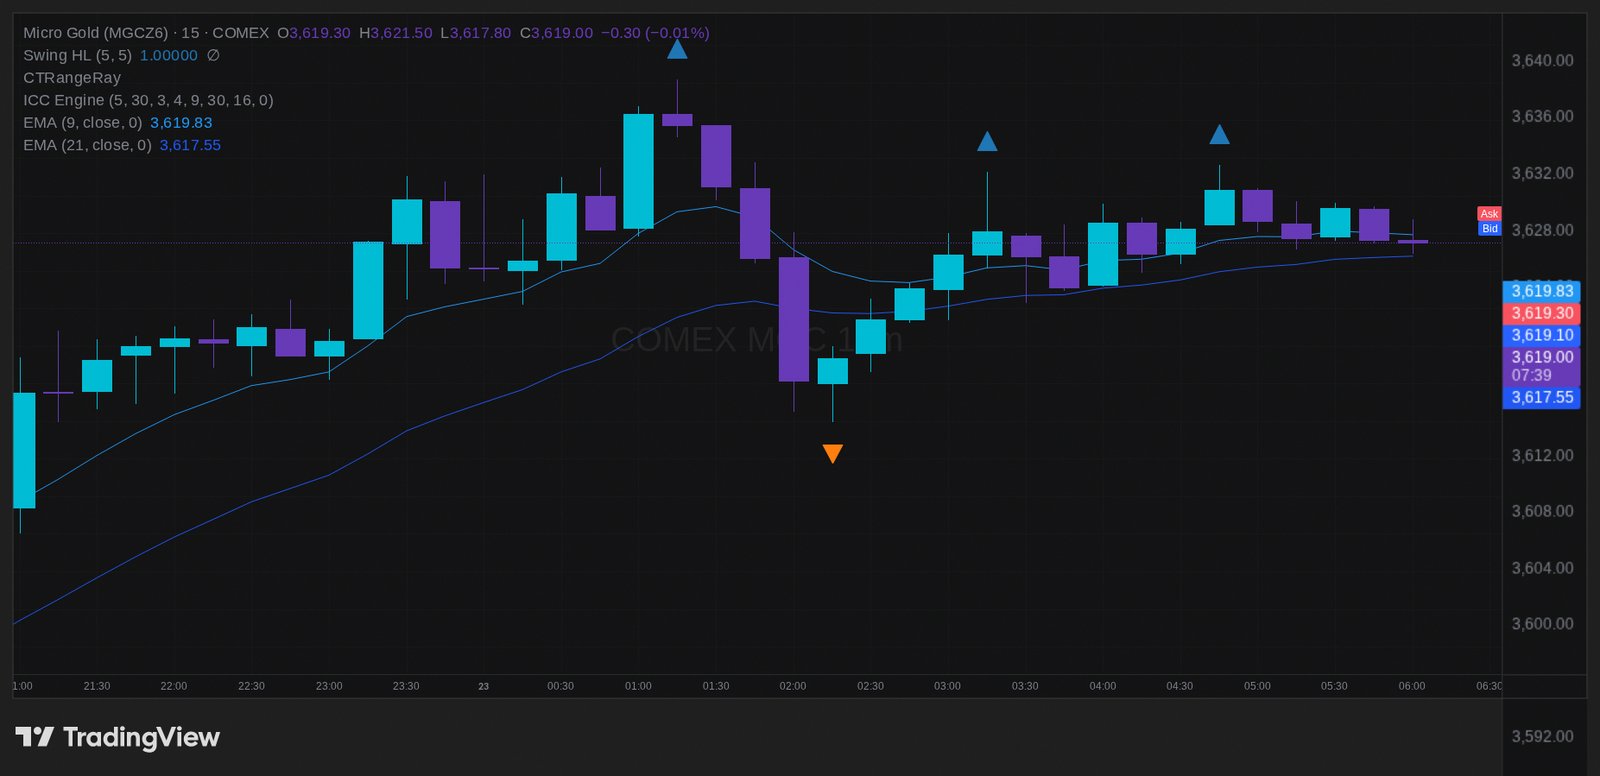 Micro Gold (MGCZ6) · 15 · COMEX O3,619.30 H3,621.50 L3,617.80 C3,619.00 −0.30 (−0.01%)
Swing HL (5, 5) 1.00000 ∅
CTRangeRay
ICC Engine (5, 30, 3, 4, 9, 30, 16, 0)
EMA (9, close, 0) 3,619.83
EMA (21, close, 0) 3,617.55
3,640.00
3,636.00
3,632.00
Ask
Bid
3,628.00
3,619.83
3,619.30
3,619.10
3,619.00
07:39
3,617.55
COMEX
3,612.00
3,608.00
3,604.00
3,600.00
1:00 21:30 22:00 22:30 23:00 23:30 23 00:30 01:00 01:30 02:00 02:30 03:00 03:30 04:00 04:30 05:00 05:30 06:00 06:30
TradingView
3,592.00